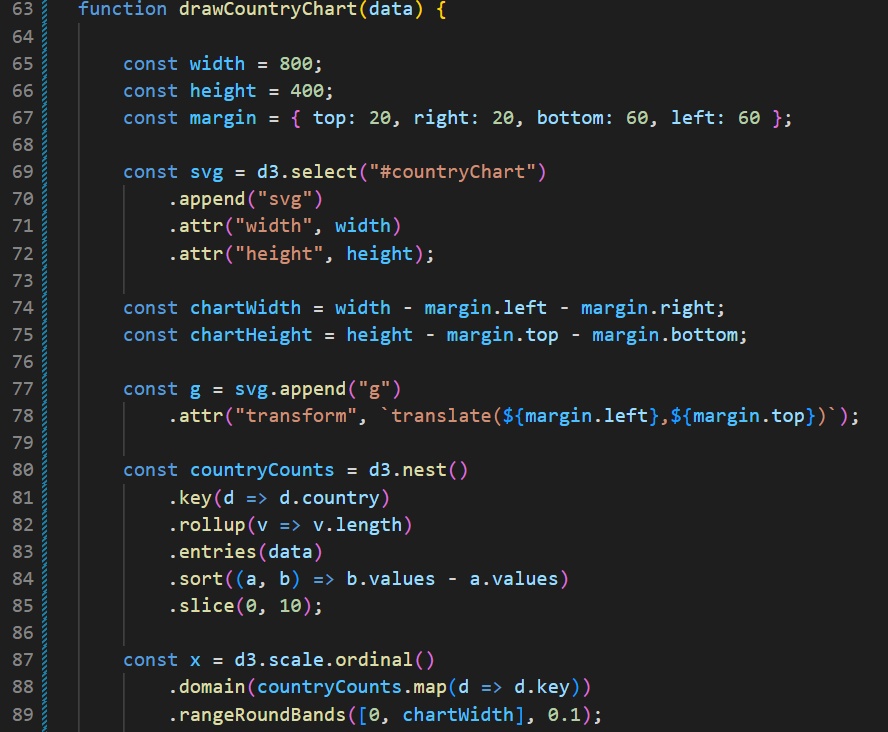 63 function drawCountryChart(data) {
64
65 const width = 800;
66 const height = 400;
67 const margin = { top: 20, right: 20, bottom: 60, left: 60 };
68
69 const svg = d3.select("#countryChart")
70 .append("svg")
71 .attr("width", width)
72 .attr("height", height);
73
74 const chartWidth = width - margin.left - margin.right;
75 const chartHeight = height - margin.top - margin.bottom;
76
77 const g = svg.append("g")
78 .attr("transform", `translate(${margin.left},${margin.top})`);
79
80 const countryCounts = d3.nest()
81 .key(d => d.country)
82 .rollup(v => v.length)
83 .entries(data)
84 .sort((a, b) => b.values - a.values)
85 .slice(0, 10);
86
87 const x = d3.scale.ordinal()
88 .domain(countryCounts.map(d => d.key))
89 .rangeRoundBands([0, chartWidth], 0.1);